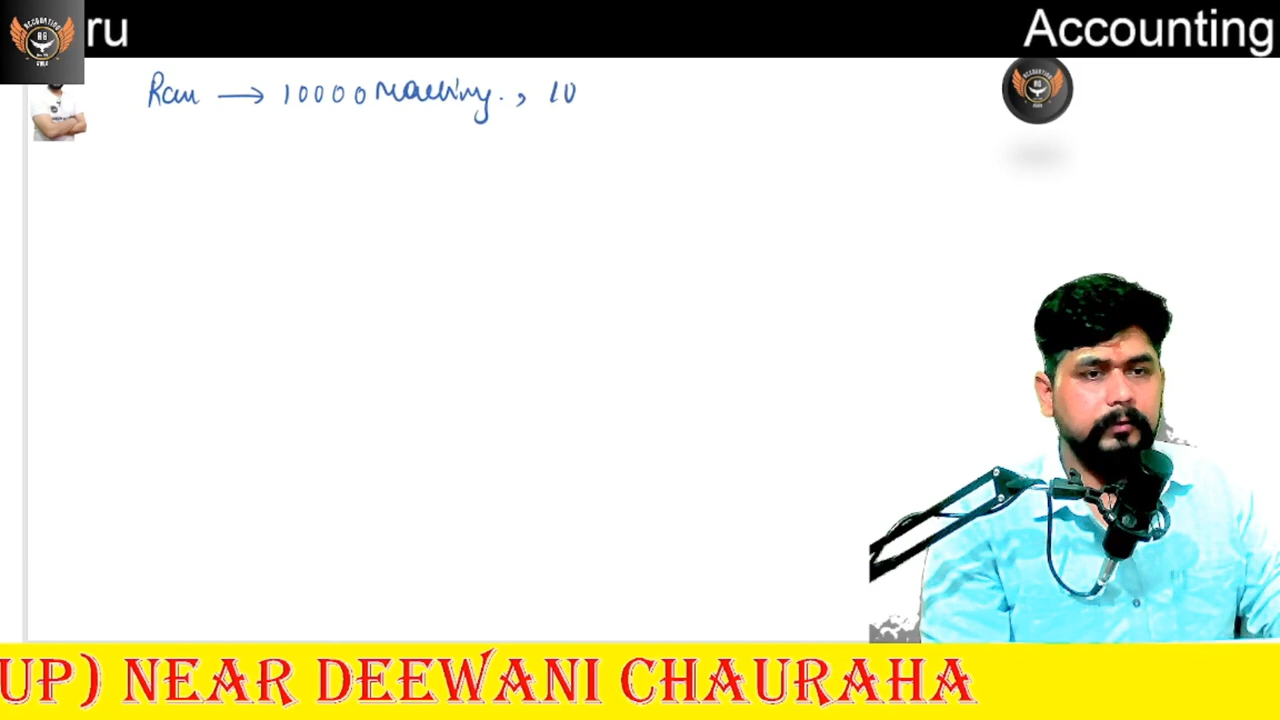 ru
Accounting
Ram → 10000 Machinery., 10
UP) NEAR DEEWANI CHAURAHA